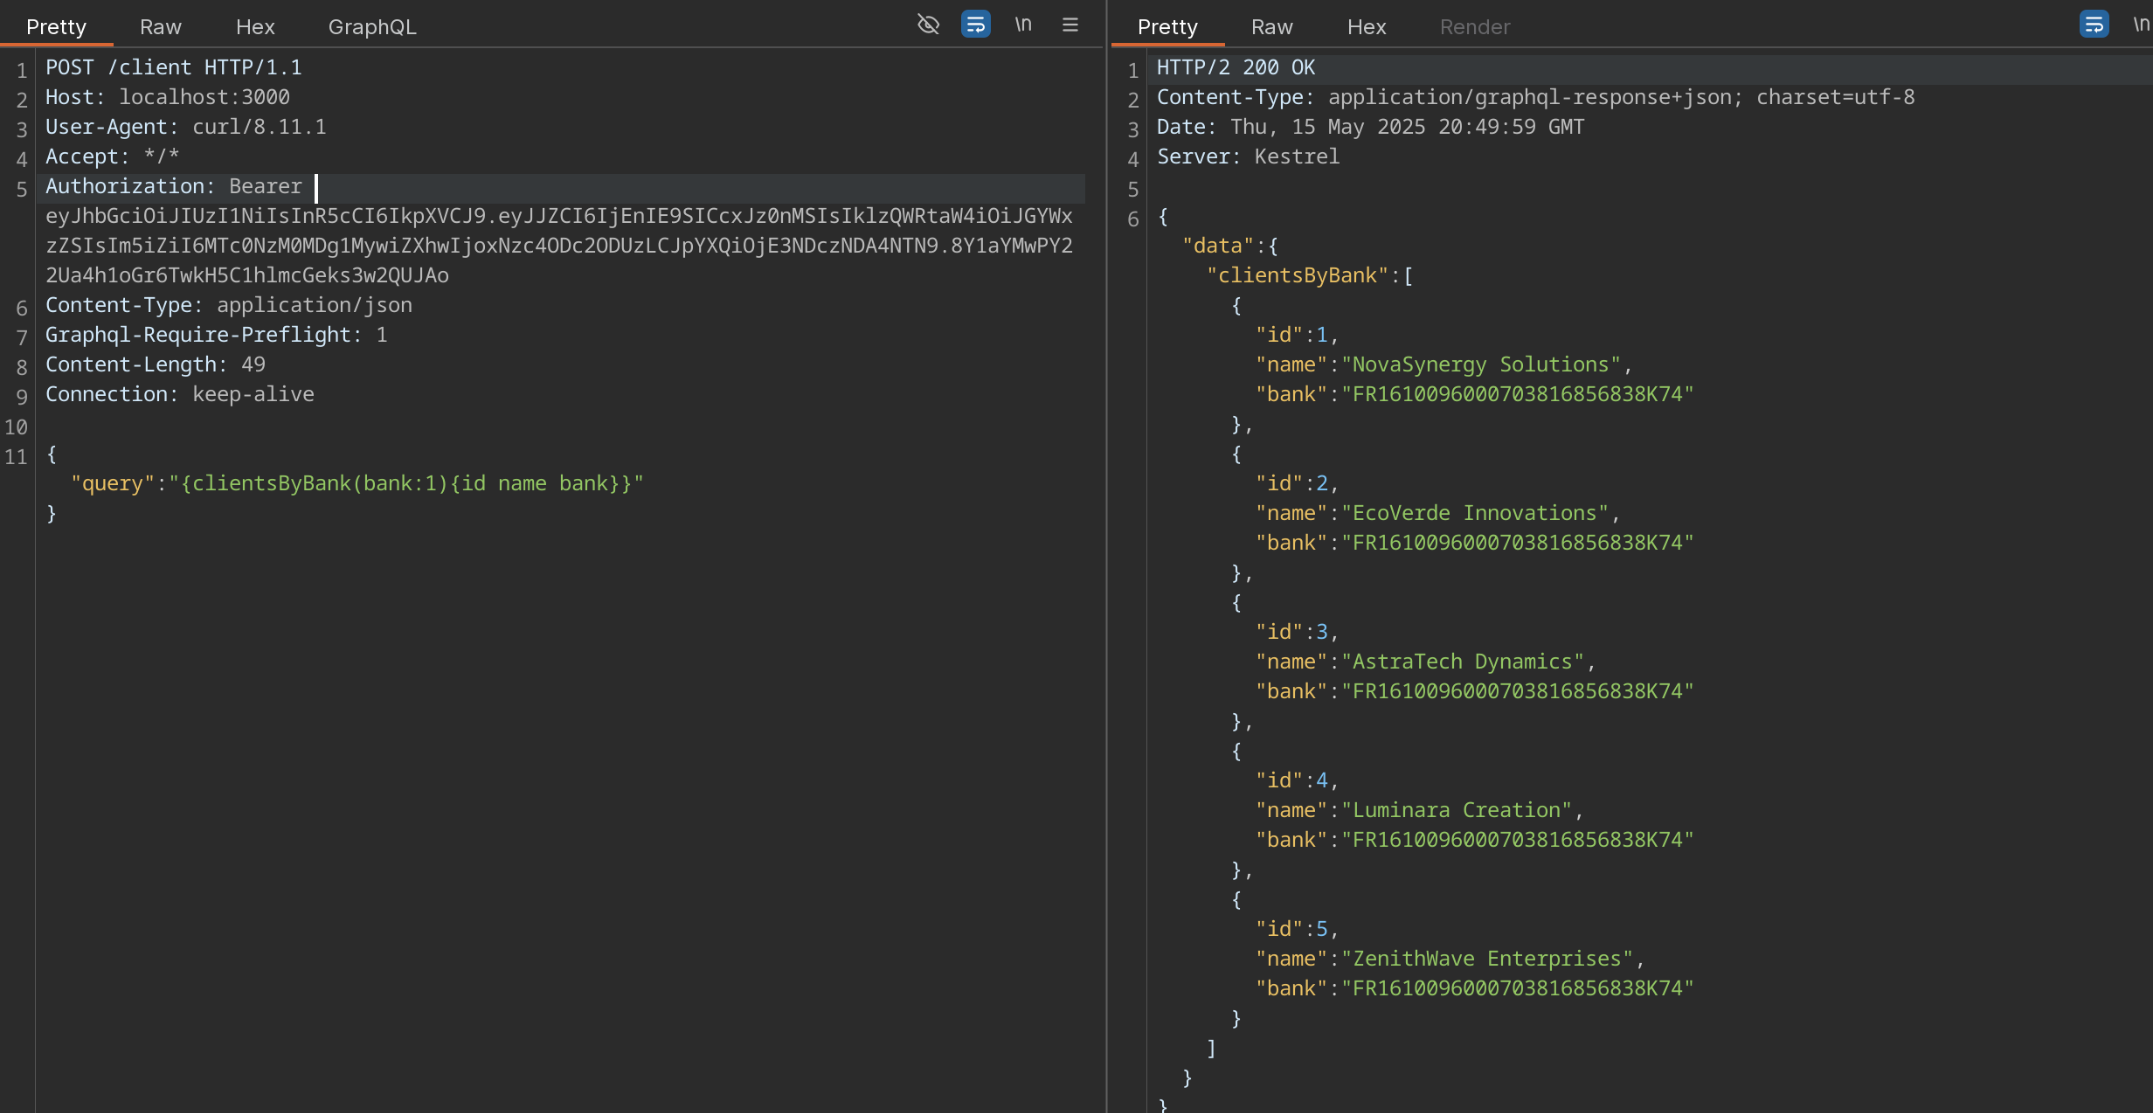 Pretty Raw Hex GraphQL \n
1 POST /client HTTP/1.1
2 Host: localhost:3000
3 User-Agent: curl/8.11.1
4 Accept: */*
5 Authorization: Bearer
eyJhbGciOiJIUzI1NiIsInR5cCI6IkpXVCJ9.eyJJZCI6IjEnIE9SICcxJz0nMSIsIklzQWRtaW4iOiJGYWx
zZSIsIm5iZiI6MTc0NzM0MDg1MywiZXhwIjoxNzc4ODc2ODUzLCJpYXQiOjE3NDczNDA4NTN9.8Y1aYMwPY2
2Ua4h1oGr6TwkH5C1hlmcGeks3w2QUJAo
6 Content-Type: application/json
7 Graphql-Require-Preflight: 1
8 Content-Length: 49
9 Connection: keep-alive
10
11 {
"query":"{clientsByBank(bank:1){id name bank}}"
}
Pretty Raw Hex Render \n
1 HTTP/2 200 OK
2 Content-Type: application/graphql-response+json; charset=utf-8
3 Date: Thu, 15 May 2025 20:49:59 GMT
4 Server: Kestrel
5
6 {
"data":{
"clientsByBank":[
{
"id":1,
"name":"NovaSynergy Solutions",
"bank":"FR1610096000703816856838K74"
},
{
"id":2,
"name":"EcoVerde Innovations",
"bank":"FR1610096000703816856838K74"
},
{
"id":3,
"name":"AstraTech Dynamics",
"bank":"FR1610096000703816856838K74"
},
{
"id":4,
"name":"Luminara Creation",
"bank":"FR1610096000703816856838K74"
},
{
"id":5,
"name":"ZenithWave Enterprises",
"bank":"FR1610096000703816856838K74"
}
]
}
}